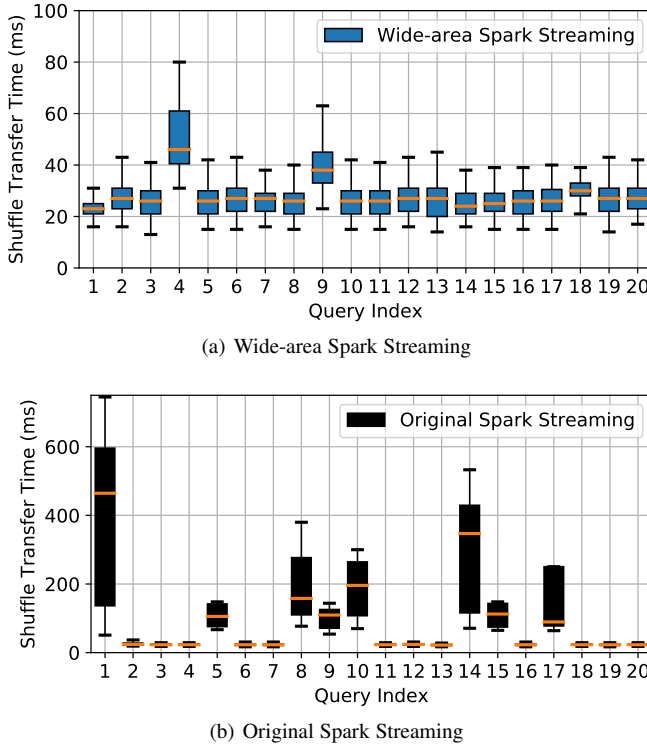 Shuffle Transfer Time (ms)
100
80
60
40
20
0
Wide-area Spark Streaming
1 2 3 4 5 6 7 8 9 10 11 12 13 14 15 16 17 18 19 20
Query Index
(a) Wide-area Spark Streaming
Shuffle Transfer Time (ms)
600
400
200
0
Original Spark Streaming
1 2 3 4 5 6 7 8 9 10 11 12 13 14 15 16 17 18 19 20
Query Index
(b) Original Spark Streaming